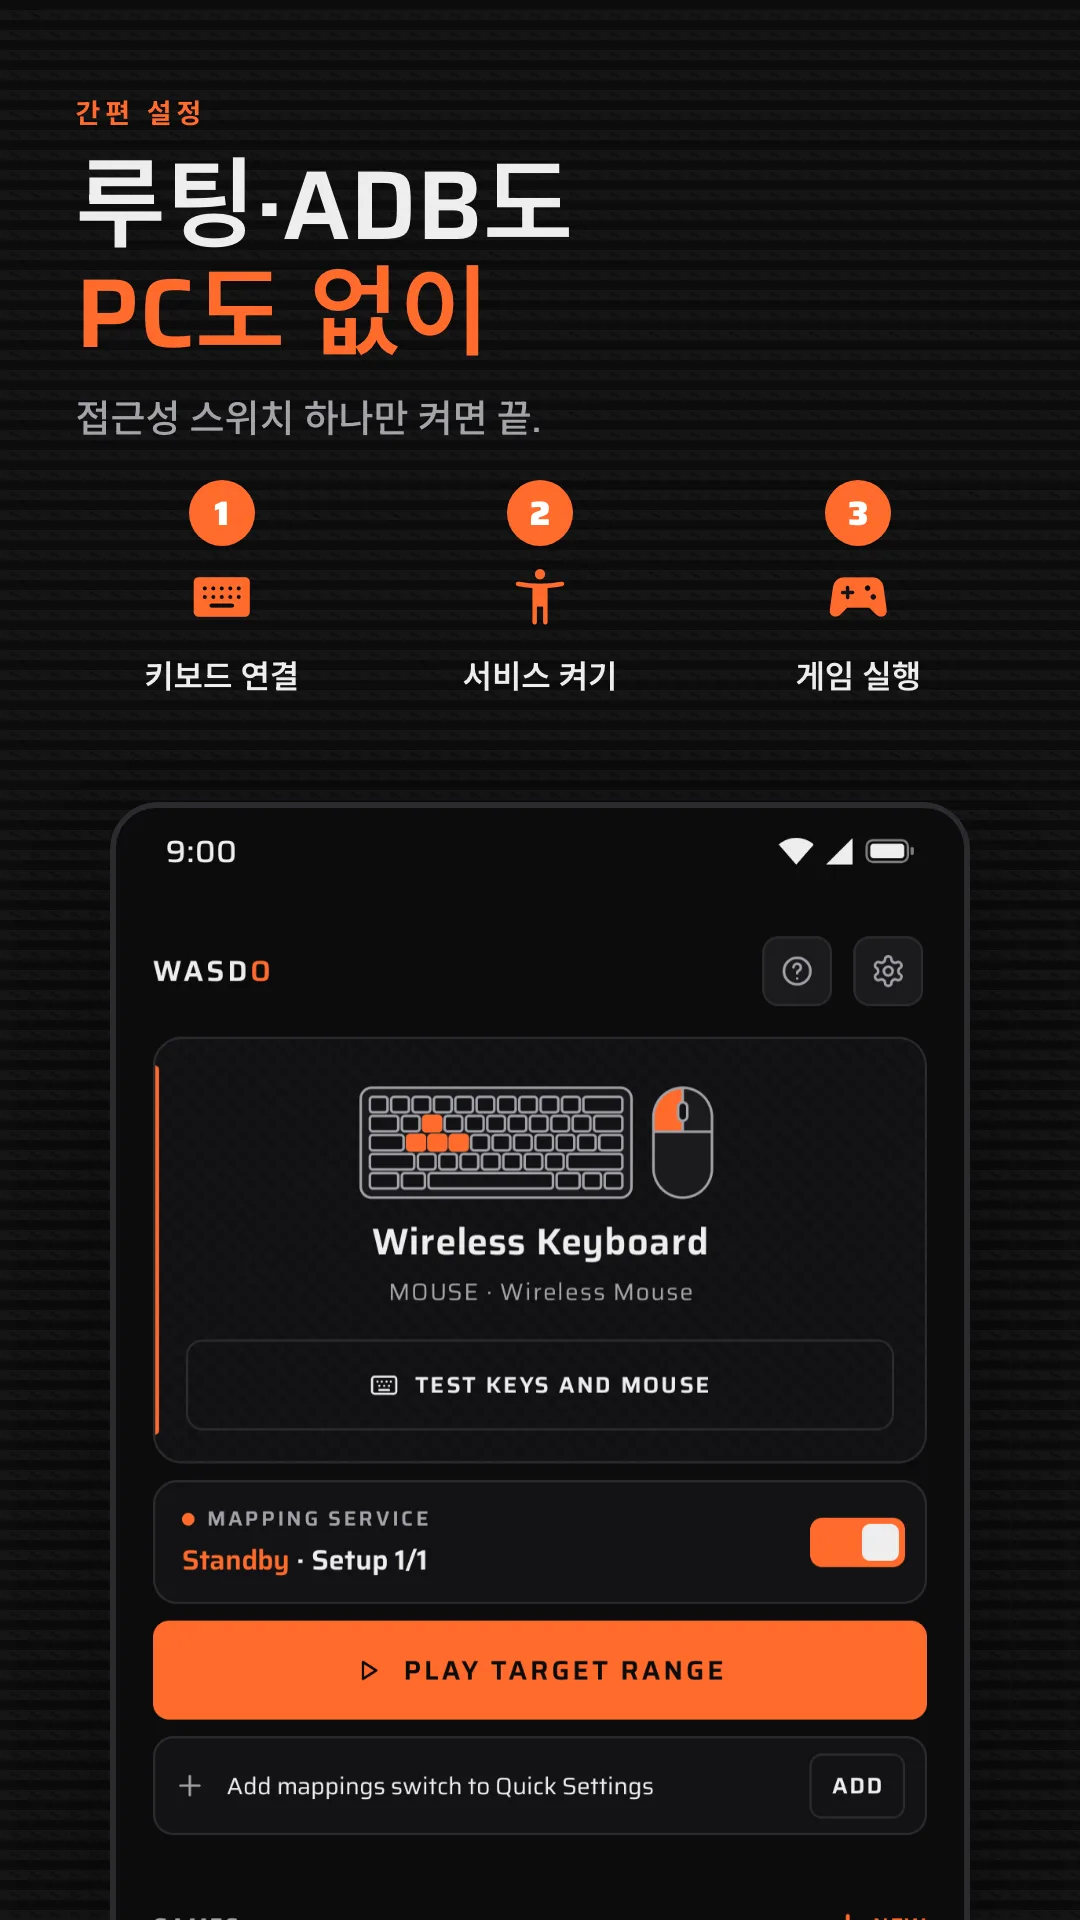 간편 설정
루팅·ADB도
PC도 없이
접근성 스위치 하나만 켜면 끝.
1
2
3
키보드 연결
서비스 켜기
게임 실행
9:00
WASDO
Wireless Keyboard
MOUSE · Wireless Mouse
TEST KEYS AND MOUSE
MAPPING SERVICE
Standby · Setup 1/1
PLAY TARGET RANGE
Add mappings switch to Quick Settings
ADD